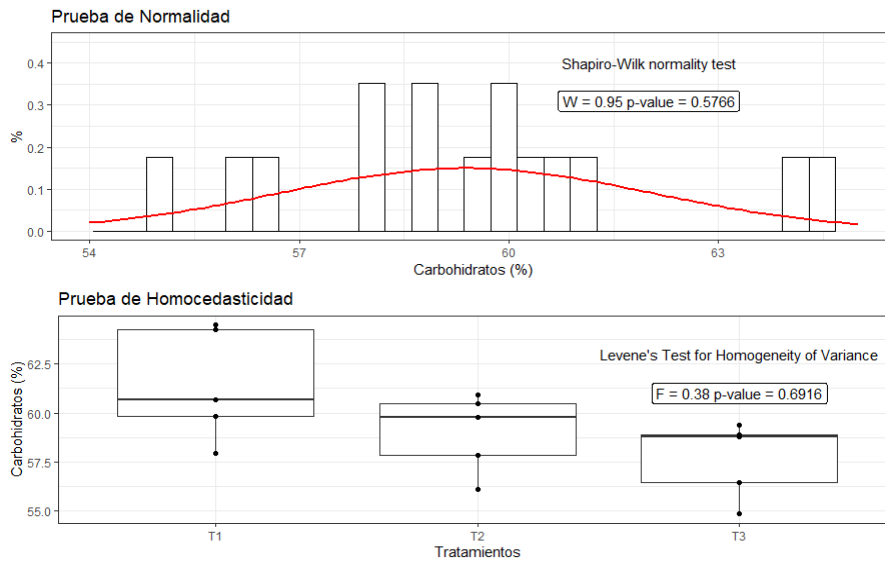 Prueba de Normalidad
Shapiro-Wilk normality test
W = 0.95 p-value = 0.5766
%
0.4
0.3
0.2
0.1
0.0
54 57 60 63
Carbohidratos (%)
Prueba de Homocedasticidad
Levene's Test for Homogeneity of Variance
F = 0.38 p-value = 0.6916
Carbohidratos (%)
62.5
60.0
57.5
55.0
T1 T2 T3
Tratamientos